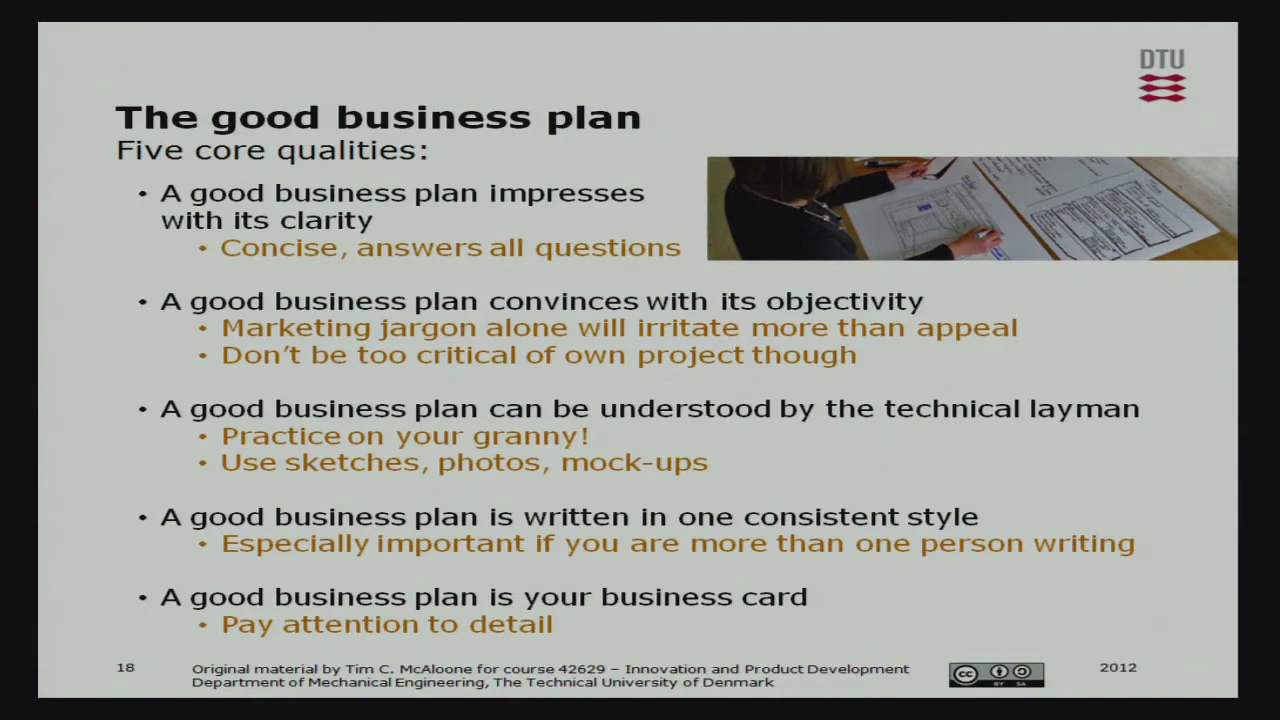 DTU
The good business plan
Five core qualities:
• A good business plan impresses
with its clarity
• Concise, answers all questions
• A good business plan convinces with its objectivity
• Marketing jargon alone will irritate more than appeal
• Don't be too critical of own project though
• A good business plan can be understood by the technical layman
• Practice on your granny!
• Use sketches, photos, mock-ups
• A good business plan is written in one consistent style
• Especially important if you are more than one person writing
• A good business plan is your business card
• Pay attention to detail
18
Original material by Tim C. McAloone for course 42629 – Innovation and Product Development
Department of Mechanical Engineering, The Technical University of Denmark
cc BY SA
2012